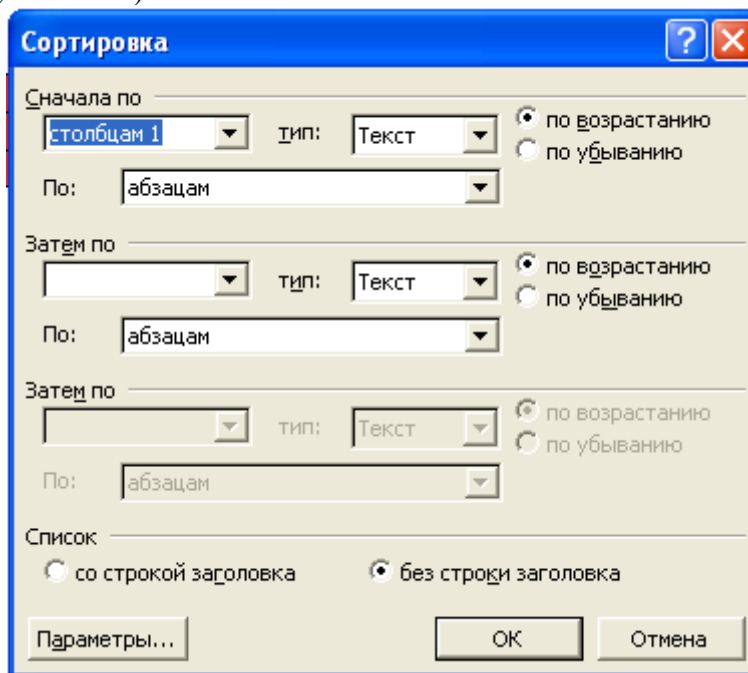 Сортировка
Сначала по
столбцам 1 тип: Текст по возрастанию
по убыванию
По: абзацам
Затем по
тип: Текст по возрастанию
по убыванию
По: абзацам
Затем по
тип: Текст по возрастанию
по убыванию
По: абзацам
Список
со строкой заголовка без строки заголовка
Параметры... ОК Отмена